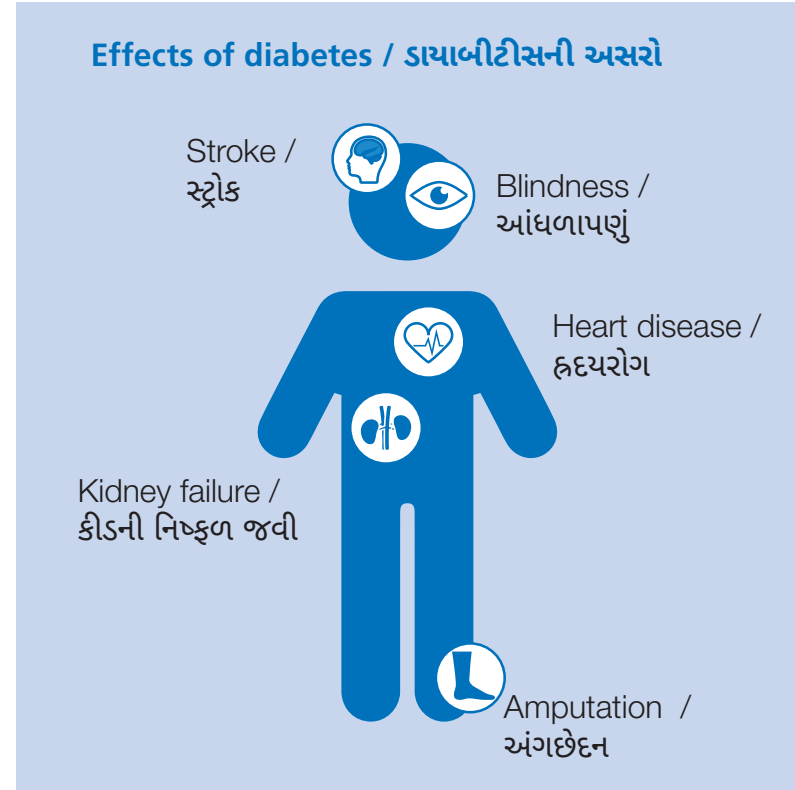 Effects of diabetes / ડાયાબીટીસની અસરો
Stroke /
સ્ટ્રોક
Blindness /
આંધળાપણું
Heart disease /
હ્રદયરોગ
Kidney failure /
કીડની નિષ્ફળ જવી
Amputation /
અંગછેદન